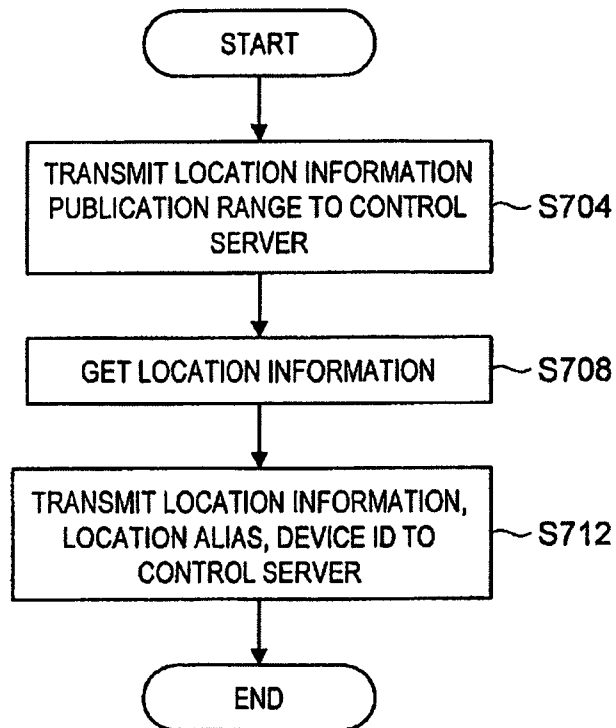 START
TRANSMIT LOCATION INFORMATION
PUBLICATION RANGE TO CONTROL
SERVER
S704
GET LOCATION INFORMATION
S708
TRANSMIT LOCATION INFORMATION,
LOCATION ALIAS, DEVICE ID TO
CONTROL SERVER
S712
END